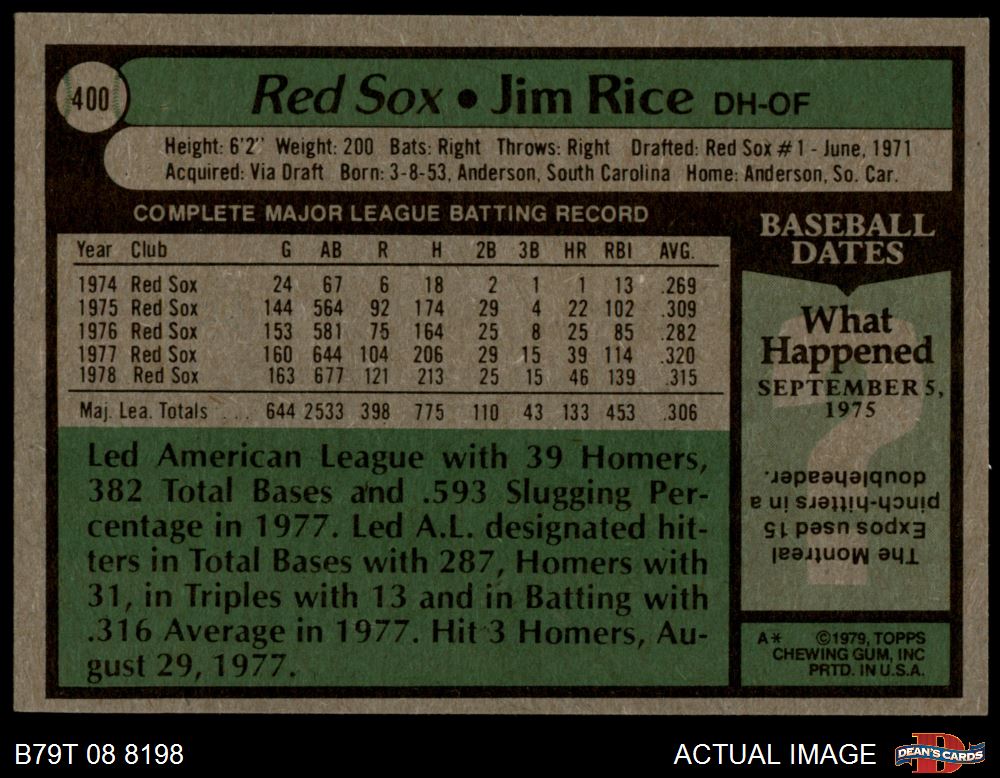 400
Red Sox • Jim Rice DH-OF
Height: 6'2" Weight: 200 Bats: Right Throws: Right Drafted: Red Sox #1 - June, 1971
Acquired: Via Draft Born: 3-8-53, Anderson, South Carolina Home: Anderson, So. Car.
COMPLETE MAJOR LEAGUE BATTING RECORD
Year Club G AB R H 2B 3B HR RBI AVG.
1974 Red Sox 24 67 6 18 2 1 1 13 .269
1975 Red Sox 144 564 92 174 29 4 22 102 .309
1976 Red Sox 153 581 75 164 25 8 25 85 .282
1977 Red Sox 160 644 104 206 29 15 39 114 .320
1978 Red Sox 163 677 121 213 25 15 46 139 .315
Maj. Lea. Totals ... 644 2533 398 775 110 43 133 453 .306
Led American League with 39 Homers,
382 Total Bases and .593 Slugging Per-
centage in 1977. Led A.L. designated hit-
ters in Total Bases with 287, Homers with
31, in Triples with 13 and in Batting with
.316 Average in 1977. Hit 3 Homers, Au-
gust 29, 1977.
BASEBALL
DATES
What
Happened
SEPTEMBER 5,
1975
?
The Montreal
Expos used 15
pinch-hitters in a
doubleheader.
A* ©1979, TOPPS
CHEWING GUM, INC
PRTD. IN U.S.A.
B79T 08 8198
ACTUAL IMAGE
DEAN'S CARDS